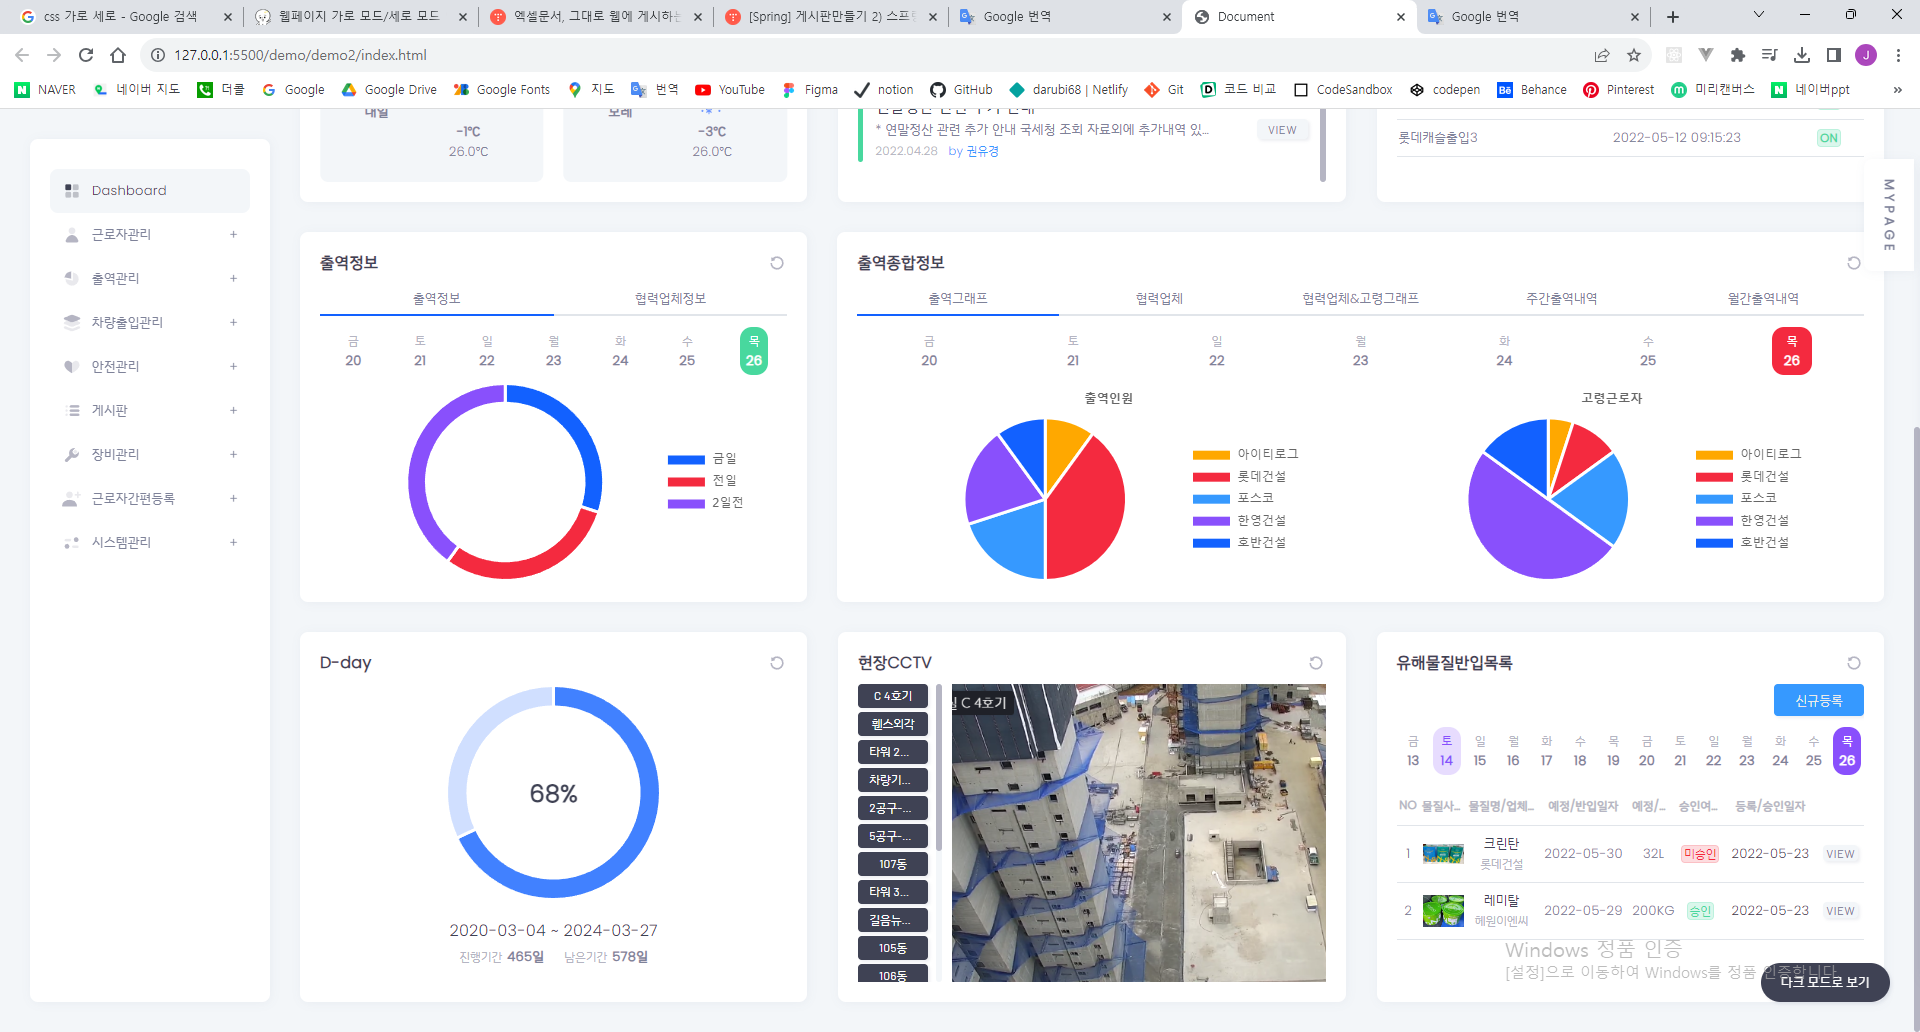 css 가로 세로 - Google 검색
웹페이지 가로 모드/세로 모드
엑셀문서, 그대로 웹에 게시하는
[Spring] 게시판만들기 2) 스프링
Google 번역
Document
Google 번역
127.0.0.1:5500/demo/demo2/index.html
J
NAVER
네이버 지도
더콜
Google
Google Drive
Google Fonts
지도
번역
YouTube
Figma
notion
GitHub
darubi68 | Netlify
Git
코드 비교
CodeSandbox
codepen
Behance
Pinterest
미리캔버스
네이버ppt
»
Dashboard
근로자관리 +
출역관리 +
차량출입관리 +
안전관리 +
게시판 +
장비관리 +
근로자간편등록 +
시스템관리 +
내일
-1℃
26.0℃
모레
-3℃
26.0℃
* 연말정산 관련 추가 안내 국세청 조회 자료외에 추가내역 있...
VIEW
2022.04.28 by 권유경
롯데캐슬출입3 2022-05-12 09:15:23 ON
MYPAGE
출역정보
출역정보 협력업체정보
금 토 일 월 화 수 목
20 21 22 23 24 25 26
금일
전일
2일전
출역종합정보
출역그래프 협력업체 협력업체&고령그래프 주간출역내역 월간출역내역
금 토 일 월 화 수 목
20 21 22 23 24 25 26
출역인원
아이티로그
롯데건설
포스코
한영건설
호반건설
고령근로자
아이티로그
롯데건설
포스코
한영건설
호반건설
D-day
68%
2020-03-04 ~ 2024-03-27
진행기간 465일 남은기간 578일
현장CCTV
C 4호기
휀스외각
타워 2...
차량기...
2공구-...
5공구-...
107동
타워 3...
길음뉴...
105동
106동
C 4호기
유해물질반입목록
신규등록
금 토 일 월 화 수 목 금 토 일 월 화 수 목
13 14 15 16 17 18 19 20 21 22 23 24 25 26
NO 물질사... 물질명/업체... 예정/반입일자 예정/... 승인여... 등록/승인일자
1 크린탄 롯데건설 2022-05-30 32L 미승인 2022-05-23 VIEW
2 레미탈 헤원이엔씨 2022-05-29 200KG 승인 2022-05-23 VIEW
Windows 정품 인증
[설정]으로 이동하여 Windows를 정품 인증합니다.
다크 모드로 보기